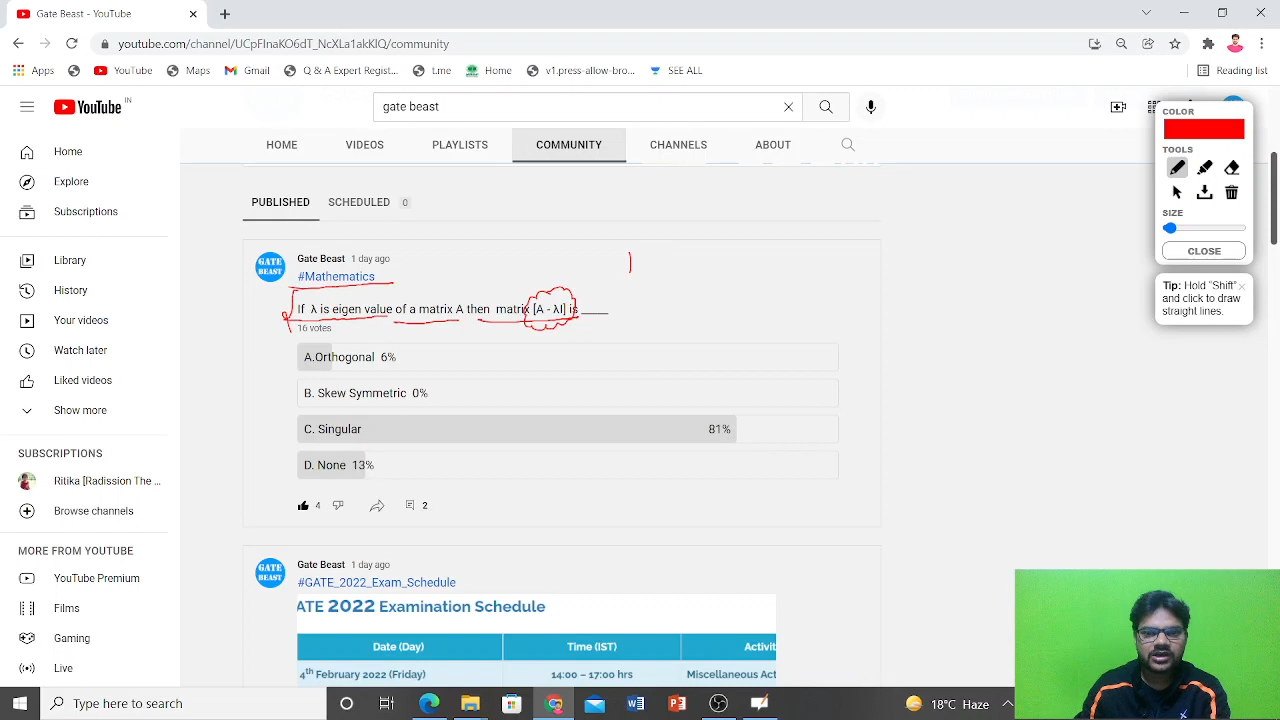 Gate Beast - YouTube
youtube.com/channel/UCpFInaKO6dT_NcXL1akKIQ/community
Apps YouTube Maps Gmail Q & A Expert Regist... t.me Home v1.press-allow-bro... SEE ALL Reading list
YouTube IN
gate beast
HOME VIDEOS PLAYLISTS COMMUNITY CHANNELS ABOUT
PUBLISHED SCHEDULED 0
Gate Beast 1 day ago
#Mathematics
If λ is eigen value of a matrix A then matrix [A - λI] is ____
16 votes
A.Orthogonal 6%
B. Skew Symmetric 0%
C. Singular 81%
D. None 13%
4 2
Gate Beast 1 day ago
#GATE_2022_Exam_Schedule
ATE 2022 Examination Schedule
Date (Day) Time (IST) Activit
4th February 2022 (Friday) 14:00 – 17:00 hrs Miscellaneous Act
GATE
BEAST
GATE
BEAST
Home
Explore
Subscriptions
Library
History
Your videos
Watch later
Liked videos
Show more
SUBSCRIPTIONS
Ritika [Radission The ...
Browse channels
MORE FROM YOUTUBE
YouTube Premium
Films
Gaming
Live
COLOR
TOOLS
SIZE
CLOSE
Tip: Hold "Shift"
and click to draw
straight lines.
Type here to search
18°C Haze